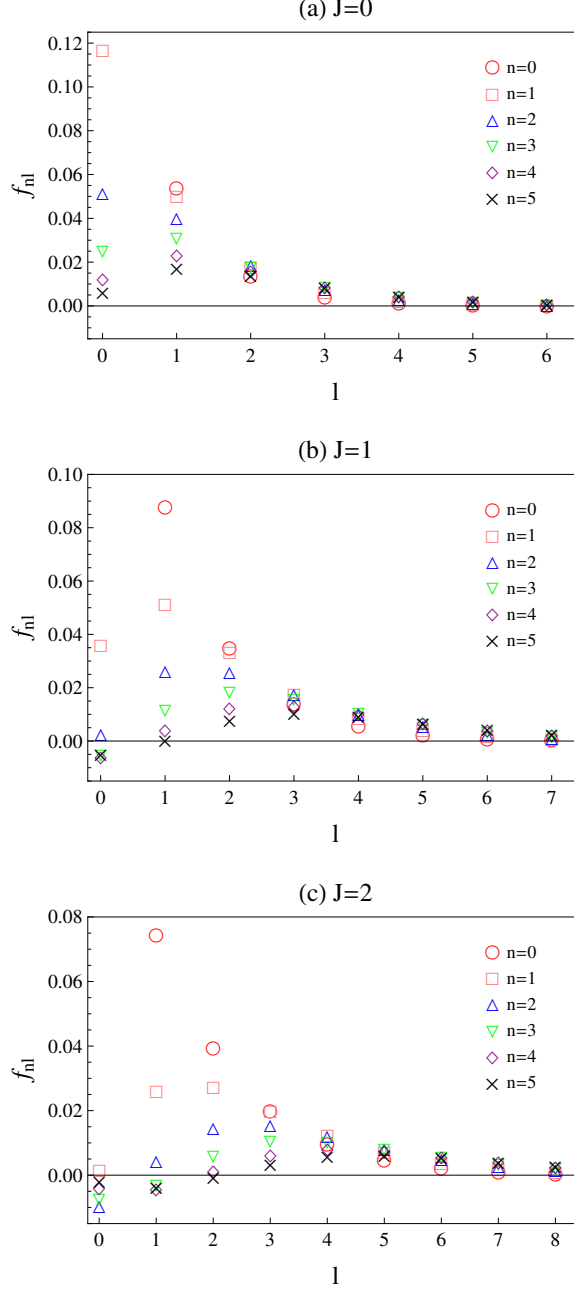 (a) J=0
0.12
0.10
0.08
0.06
0.04
0.02
0.00
f_nl
n=0
n=1
n=2
n=3
n=4
n=5
0 1 2 3 4 5 6
l
(b) J=1
0.10
0.08
0.06
0.04
0.02
0.00
f_nl
n=0
n=1
n=2
n=3
n=4
n=5
0 1 2 3 4 5 6 7
l
(c) J=2
0.08
0.06
0.04
0.02
0.00
f_nl
n=0
n=1
n=2
n=3
n=4
n=5
0 1 2 3 4 5 6 7 8
l